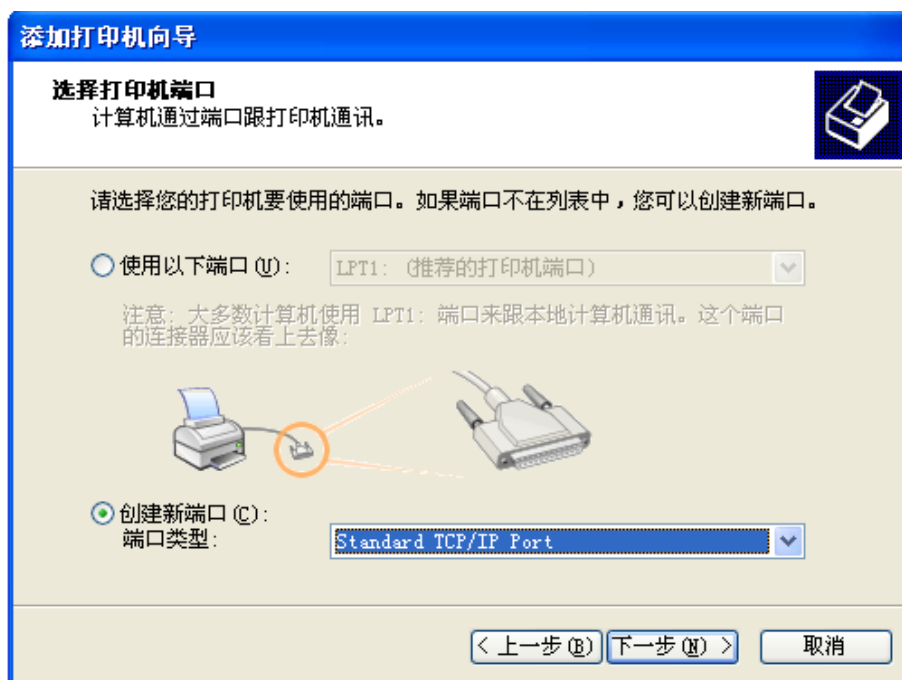 添加打印机向导
选择打印机端口
计算机通过端口跟打印机通讯。
请选择您的打印机要使用的端口。如果端口不在列表中，您可以创建新端口。
使用以下端口(U): LPT1: (推荐的打印机端口)
注意: 大多数计算机使用 LPT1: 端口来跟本地计算机通讯。这个端口
的连接器应该看上去像:
创建新端口(C):
端口类型: Standard TCP/IP Port
< 上一步(B) 下一步(N) > 取消